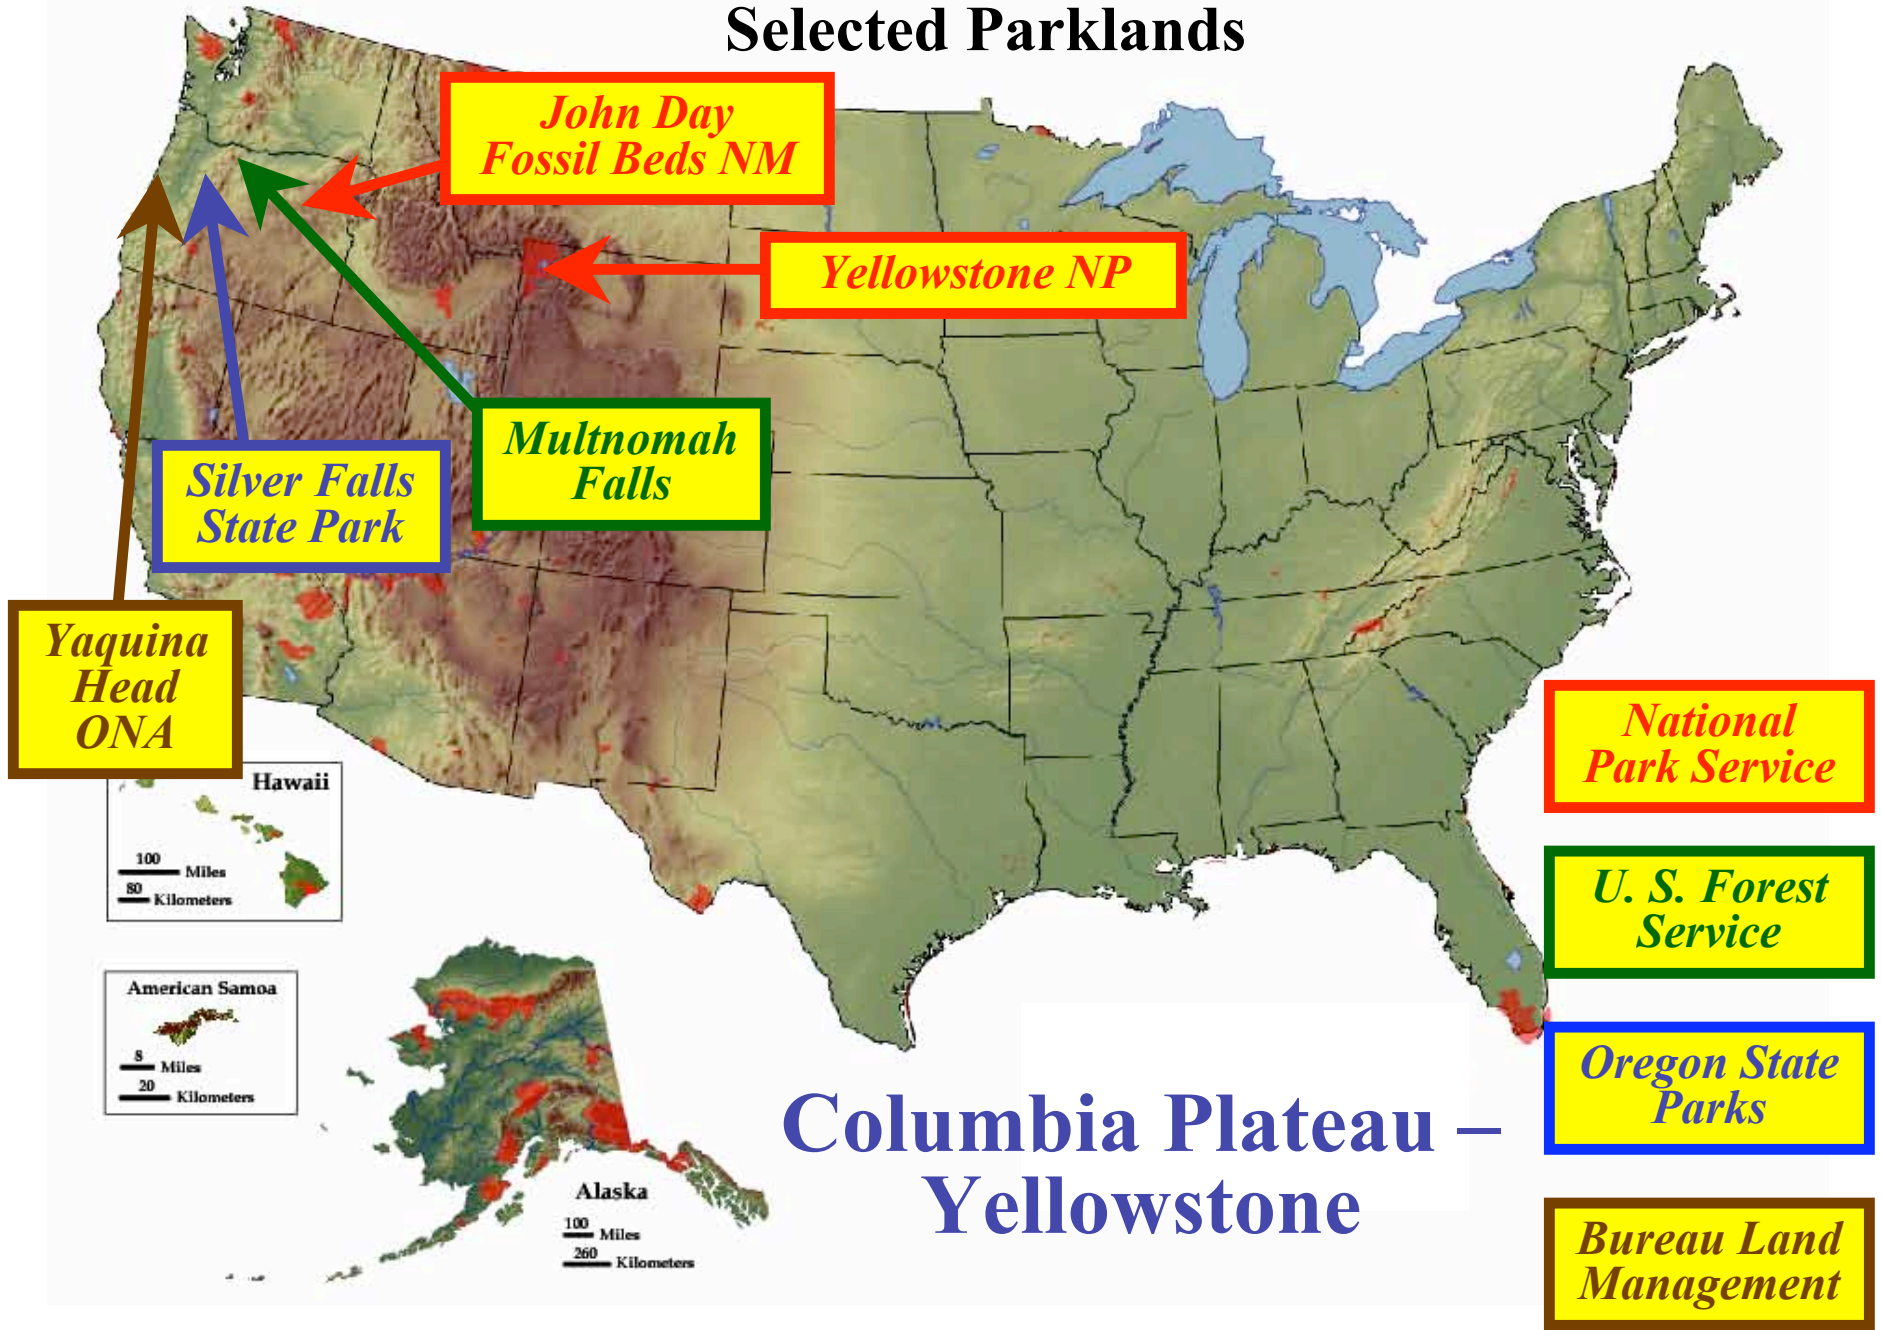 Selected Parklands
John Day
Fossil Beds NM
Yellowstone NP
Multnomah
Falls
Silver Falls
State Park
Yaquina
Head
ONA
National
Park Service
U. S. Forest
Service
Oregon State
Parks
Bureau Land
Management
Hawaii
100
Miles
80
Kilometers
American Samoa
8
Miles
20
Kilometers
Alaska
100
Miles
260
Kilometers
Columbia Plateau –
Yellowstone